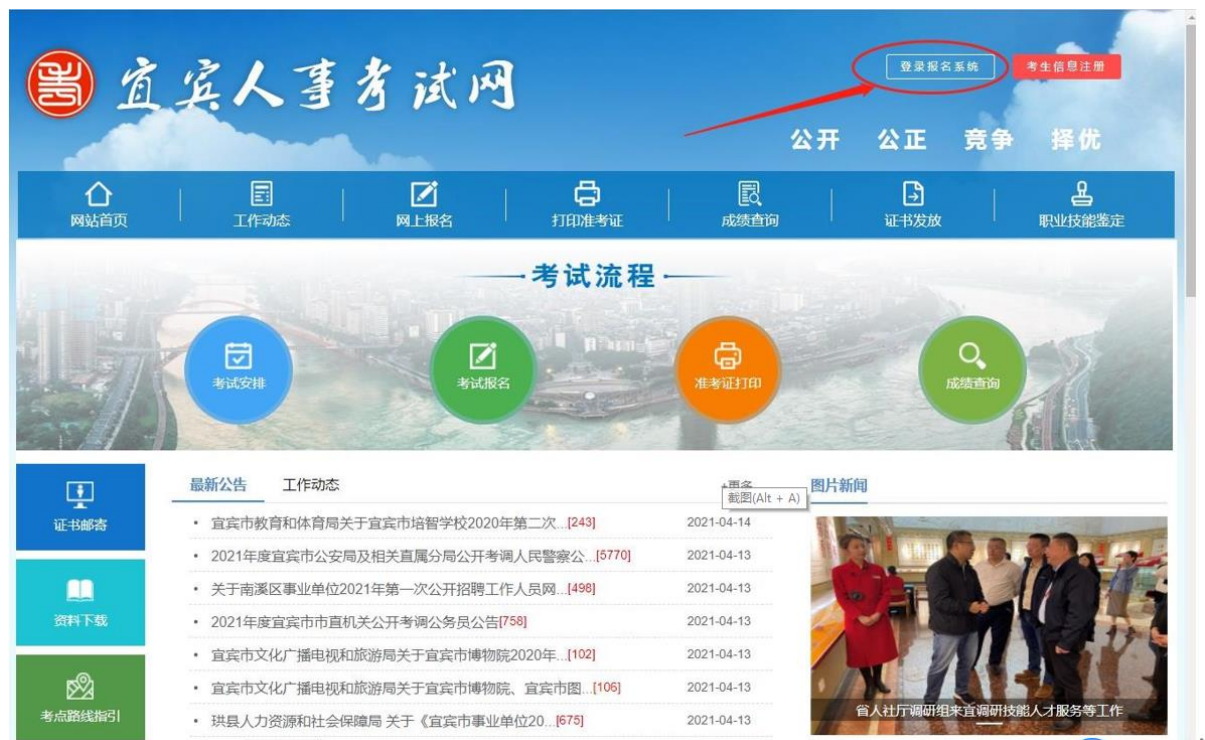 考
宜宾人事考试网
登录报名系统
考生信息注册
公开 公正 竞争 择优
网站首页
工作动态
网上报名
打印准考证
成绩查询
证书发放
职业技能鉴定
考试流程
考试安排
考试报名
准考证打印
成绩查询
证书邮寄
资料下载
考点路线指引
最新公告 工作动态 +更多
截图(Alt + A)
• 宜宾市教育和体育局关于宜宾市培智学校2020年第二次...[243] 2021-04-14
• 2021年度宜宾市公安局及相关直属分局公开考调人民警察公...[5770] 2021-04-13
• 关于南溪区事业单位2021年第一次公开招聘工作人员网...[498] 2021-04-13
• 2021年度宜宾市市直机关公开考调公务员公告[758] 2021-04-13
• 宜宾市文化广播电视和旅游局关于宜宾市博物院2020年...[102] 2021-04-13
• 宜宾市文化广播电视和旅游局关于宜宾市博物院、宜宾市图...[106] 2021-04-13
• 珙县人力资源和社会保障局 关于《宜宾市事业单位20...[675] 2021-04-13
图片新闻
省人社厅调研组来宜调研技能人才服务等工作